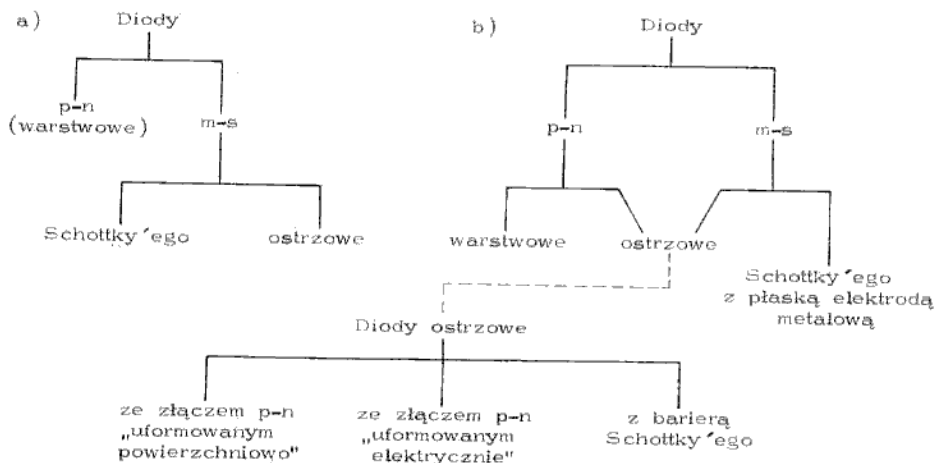 a)
Diody
p-n
(warstwowe)
m-s
Schottky´ego
ostrzowe
b)
Diody
p-n
m-s
warstwowe
ostrzowe
Schottky´ego
z płaską elektrodą
metalową
Diody ostrzowe
ze złączem p-n
„uformowanym
powierzchniowo"
ze złączem p-n
„uformowanym
elektrycznie"
z barierą
Schottky´ego